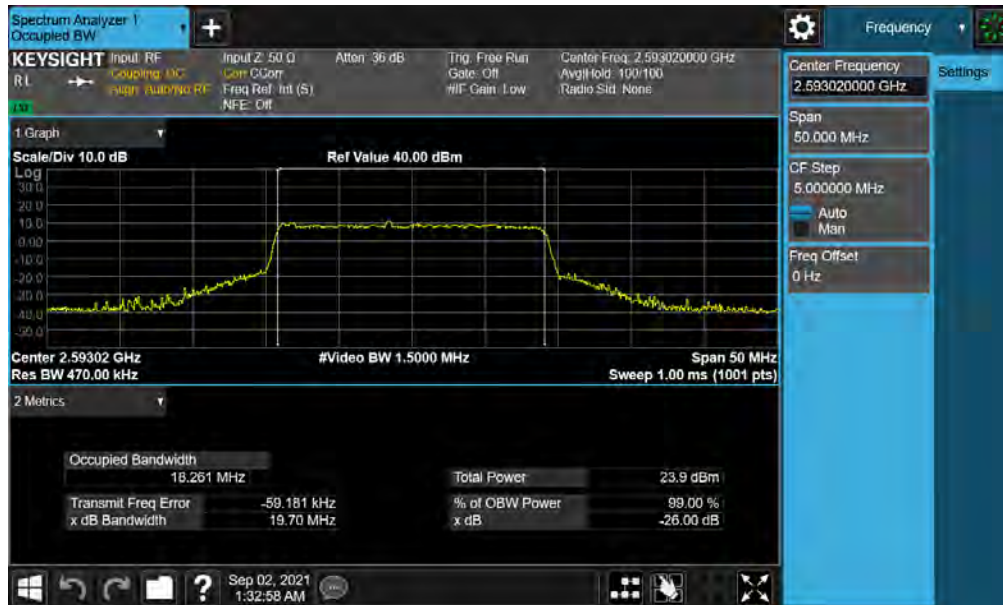 Spectrum Analyzer 1
Occupied BW
Frequency
KEYSIGHT Input: RF
Coupling: DC
Align: Auto/No RF
R L
Input Z: 50 Ω
Corr CCorr
Freq Ref: Int (S)
NFE: Off
Atten: 36 dB
Trig: Free Run
Gate: Off
#IF Gain: Low
Center Freq: 2.593020000 GHz
Avg|Hold: 100/100
Radio Std: None
Center Frequency
2.593020000 GHz
Settings
Span
50.000 MHz
CF Step
5.000000 MHz
Auto
Man
Freq Offset
0 Hz
1 Graph
Scale/Div 10.0 dB
Ref Value 40.00 dBm
Log
30.0
20.0
10.0
0.00
-10.0
-20.0
-30.0
-40.0
-50.0
Center 2.59302 GHz
#Video BW 1.5000 MHz
Span 50 MHz
Res BW 470.00 kHz
Sweep 1.00 ms (1001 pts)
2 Metrics
Occupied Bandwidth
18.261 MHz
Total Power
23.9 dBm
Transmit Freq Error
-59.181 kHz
% of OBW Power
99.00 %
x dB Bandwidth
19.70 MHz
x dB
-26.00 dB
?
Sep 02, 2021
1:32:58 AM